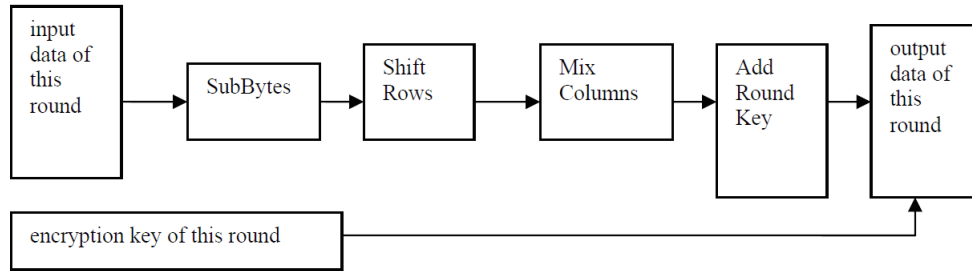 input
data of
this
round
SubBytes
Shift
Rows
Mix
Columns
Add
Round
Key
output
data of
this
round
encryption key of this round